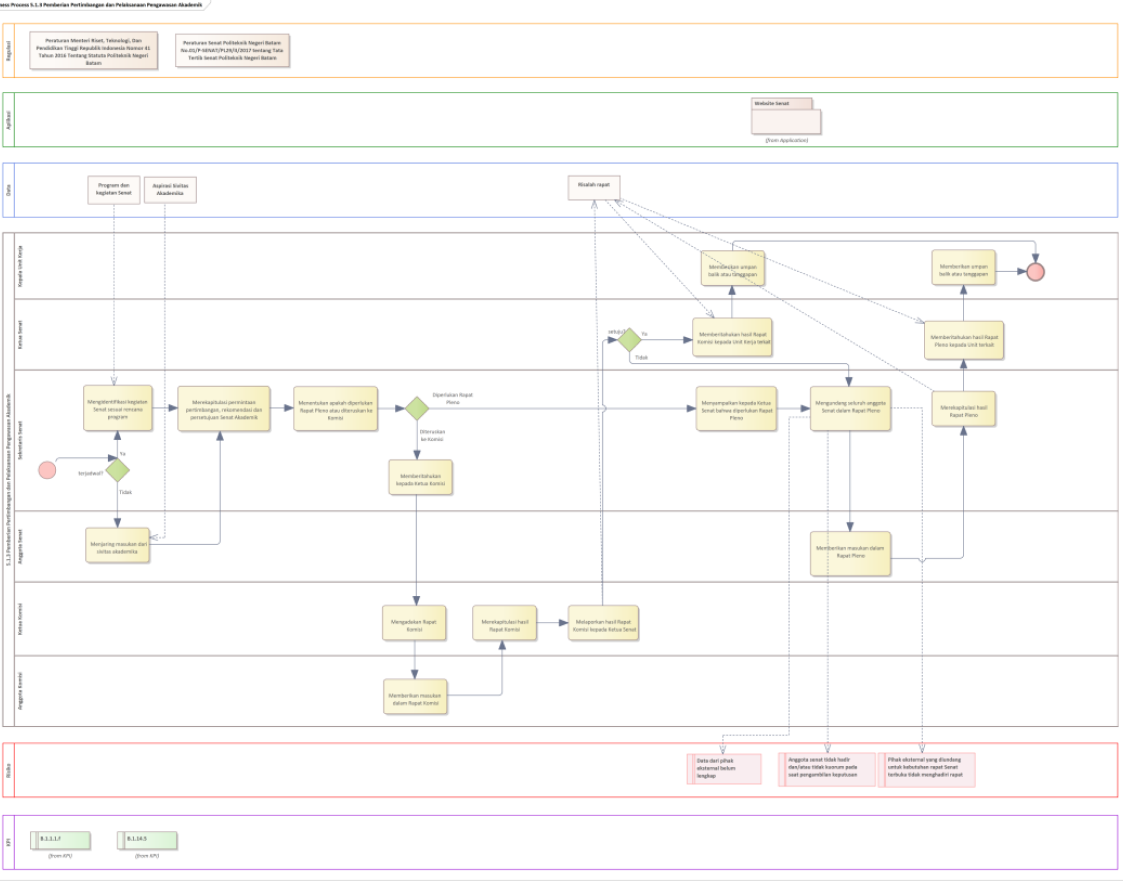 ness Process 5.1.3 Pemberian Pertimbangan dan Pelaksanaan Pengawasan Akademik
Regulasi
Peraturan Menteri Riset, Teknologi, Dan
Pendidikan Tinggi Republik Indonesia Nomor 41
Tahun 2016 Tentang Statuta Politeknik Negeri
Batam
Peraturan Senat Politeknik Negeri Batam
tentang Tata
Tertib Senat Politeknik Negeri Batam
Aplikasi
Website Senat
(from Application)
Data
Program dan
kegiatan Senat
Aspirasi Sivitas
Akademika
Risalah rapat
5.1.3 Pemberian Pertimbangan dan Pelaksanaan Pengawasan Akademik
Kepala Unit Kerja
Memberikan umpan
balik atau tanggapan
Memberikan umpan
balik atau tanggapan
Ketua Senat
setuju?
Ya
Tidak
Memberitahukan hasil Rapat
Komisi kepada Unit Kerja terkait
Memberitahukan hasil Rapat
Pleno kepada Unit terkait
Sekretaris Senat
Mengidentifikasi kegiatan
Senat sesuai rencana
program
Merekapitulasi permintaan
pertimbangan, rekomendasi dan
persetujuan Senat Akademik
Menentukan apakah diperlukan
Rapat Pleno atau diteruskan ke
Komisi
Diperlukan Rapat
Pleno
Diteruskan
ke Komisi
Menyampaikan kepada Ketua
Senat bahwa diperlukan Rapat
Pleno
Mengundang seluruh anggota
Senat dalam Rapat Pleno
Merekapitulasi hasil
Rapat Pleno
terjadwal?
Ya
Tidak
Memberitahukan
kepada Ketua Komisi
Anggota Senat
Menjaring masukan dari
sivitas akademika
Memberikan masukan dalam
Rapat Pleno
Ketua Komisi
Mengadakan Rapat
Komisi
Merekapitulasi hasil
Rapat Komisi
Melaporkan hasil Rapat
Komisi kepada Ketua Senat
Anggota Komisi
Memberikan masukan
dalam Rapat Komisi
Risiko
Data dari pihak
eksternal belum
lengkap
Anggota senat tidak hadir
dan/atau tidak kuorum pada
saat pengambilan keputusan
Pihak eksternal yang diundang
untuk kebutuhan rapat Senat
terbuka tidak menghadiri rapat
KPI
B.1.1.1.7
(from KPI)
B.1.14.5
(from KPI)